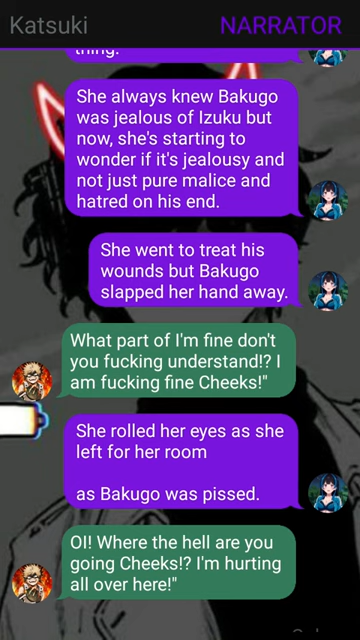 Katsuki
NARRATOR
thing.
She always knew Bakugo
was jealous of Izuku but
now, she's starting to
wonder if it's jealousy and
not just pure malice and
hatred on his end.
She went to treat his
wounds but Bakugo
slapped her hand away.
What part of I'm fine don't
you fucking understand!? I
am fucking fine Cheeks!"
She rolled her eyes as she
left for her room
as Bakugo was pissed.
OI! Where the hell are you
going Cheeks!? I'm hurting
all over here!"